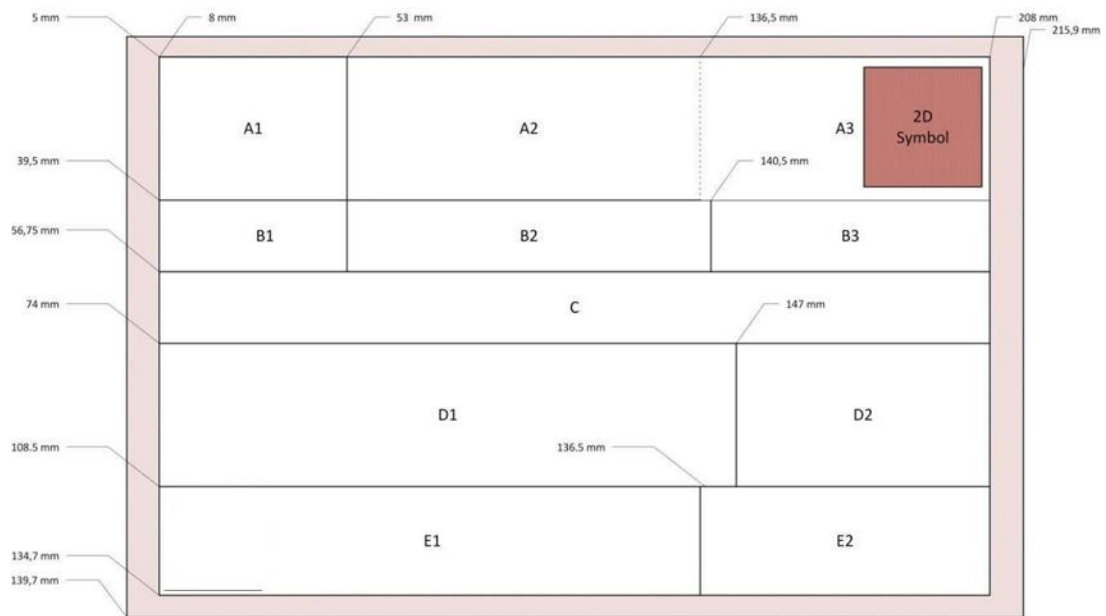 5 mm
8 mm
53 mm
136,5 mm
208 mm
215,9 mm
A1
A2
A3
2D
Symbol
39,5 mm
140,5 mm
B1
B2
B3
56,75 mm
C
74 mm
147 mm
D1
D2
108.5 mm
136.5 mm
E1
E2
134,7 mm
139,7 mm